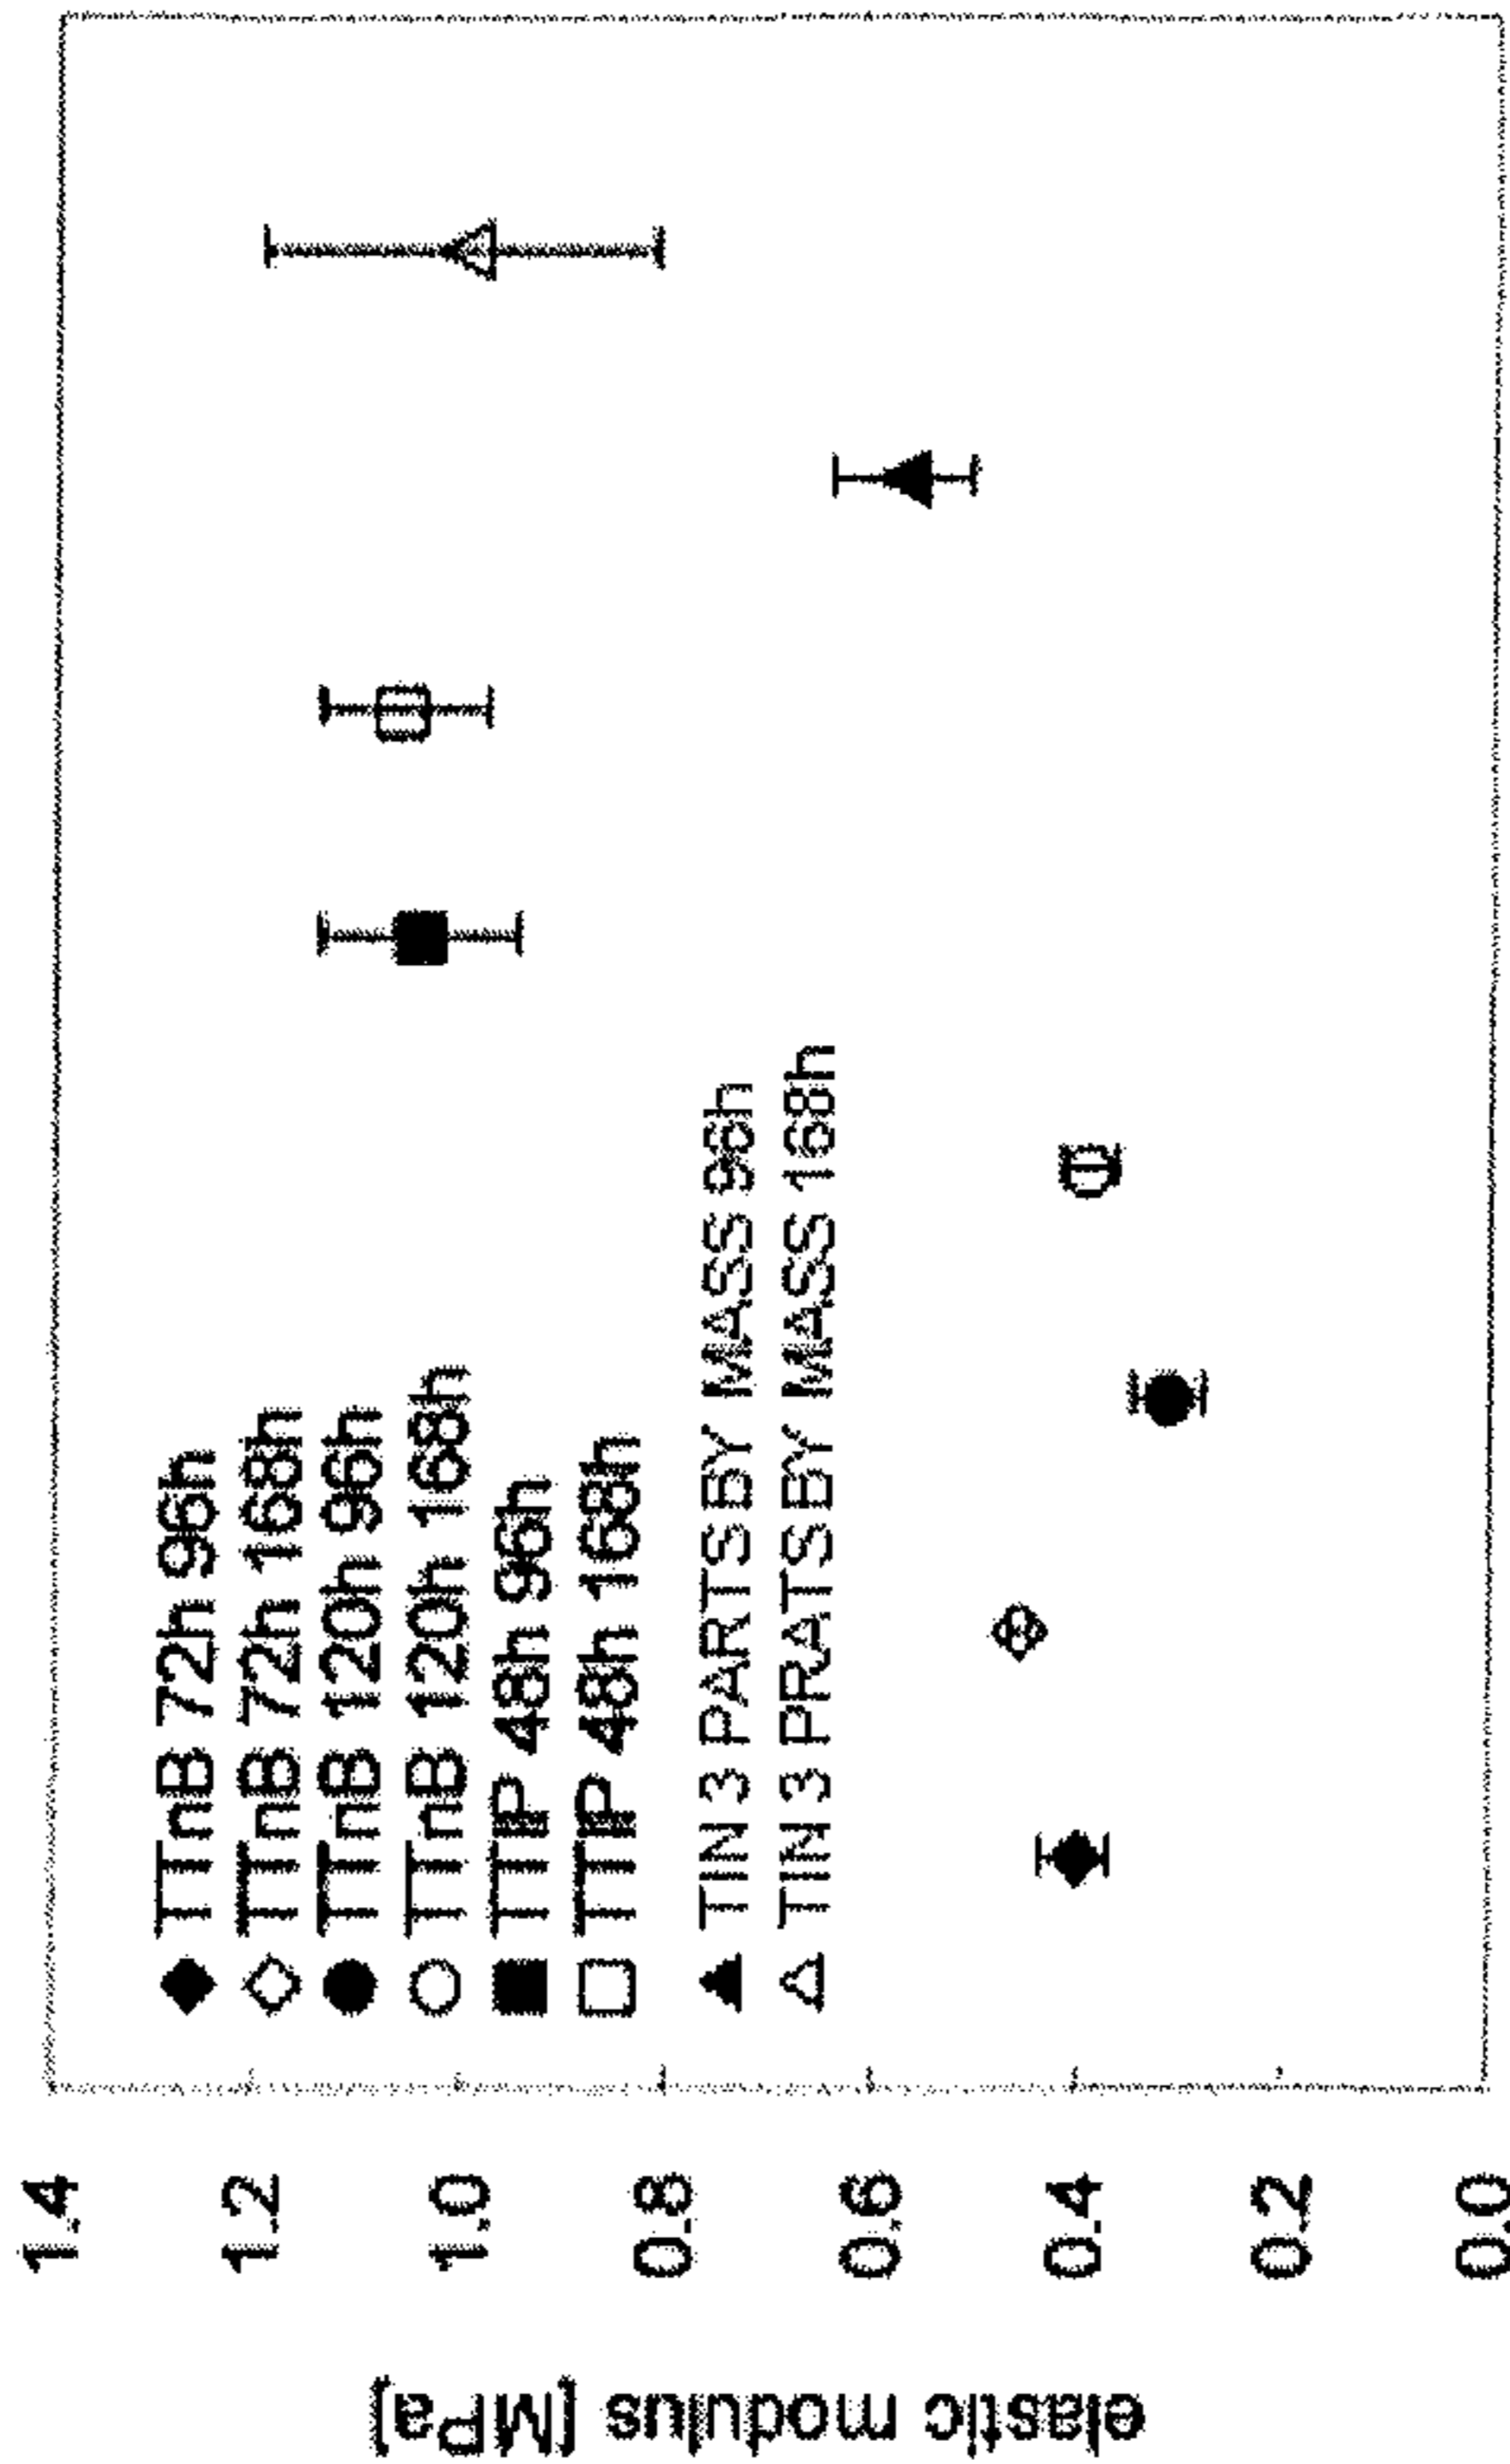 elastic modulus [MPa]
1.4
1.2
1.0
0.8
0.6
0.4
0.2
0.0
TTnB 72h 96h
TTnB 72h 168h
TTnB 120h 96h
TTnB 120h 168h
TTIP 48h 96h
TTIP 48h 168h
TIN 3 PARTS BY MASS 96h
TIN 3 PRATS BY MASS 168h